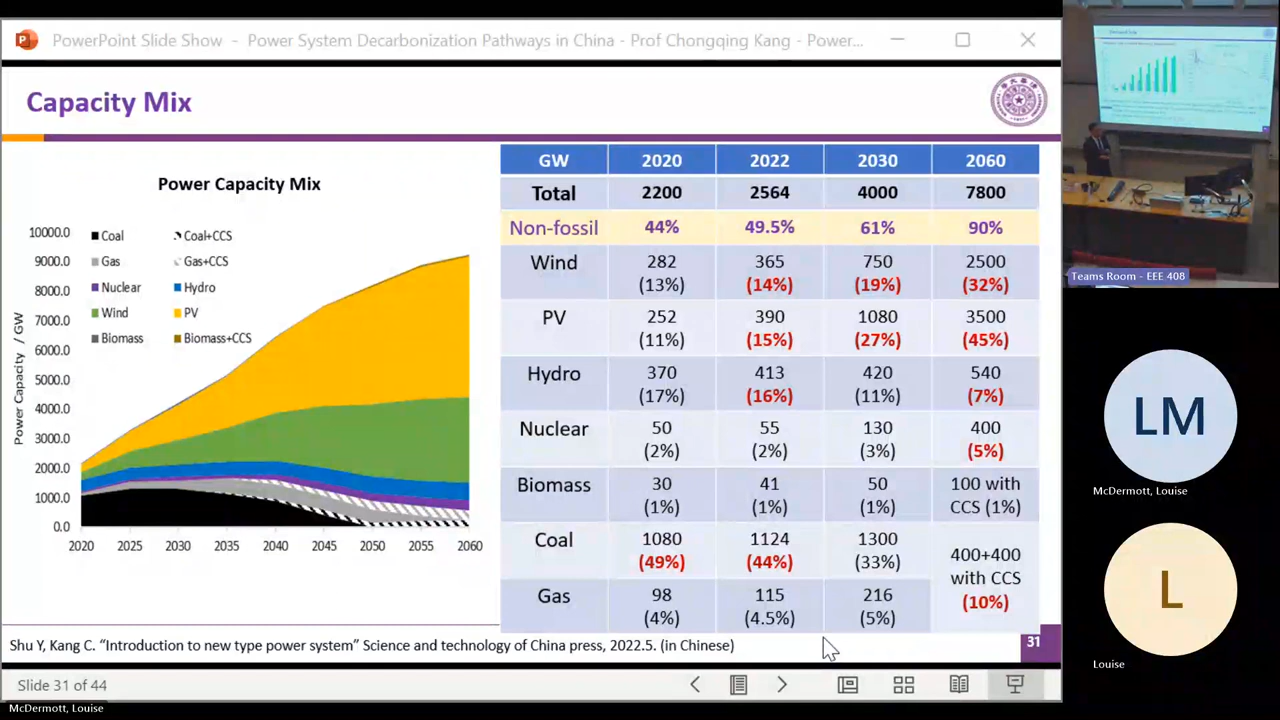 PowerPoint Slide Show - Power System Decarbonization Pathways in China - Prof Chongqing Kang - Power...
Capacity Mix
Power Capacity Mix
Power Capacity / GW
10000.0
9000.0
8000.0
7000.0
6000.0
5000.0
4000.0
3000.0
2000.0
1000.0
0.0
Coal Coal+CCS
Gas Gas+CCS
Nuclear Hydro
Wind PV
Biomass Biomass+CCS
2020 2025 2030 2035 2040 2045 2050 2055 2060
GW 2020 2022 2030 2060
Total 2200 2564 4000 7800
Non-fossil 44% 49.5% 61% 90%
Wind 282 365 750 2500
(13%) (14%) (19%) (32%)
PV 252 390 1080 3500
(11%) (15%) (27%) (45%)
Hydro 370 413 420 540
(17%) (16%) (11%) (7%)
Nuclear 50 55 130 400
(2%) (2%) (3%) (5%)
Biomass 30 41 50 100 with
(1%) (1%) (1%) CCS (1%)
Coal 1080 1124 1300
(49%) (44%) (33%)
400+400
with CCS
(10%)
Gas 98 115 216
(4%) (4.5%) (5%)
Shu Y, Kang C. “Introduction to new type power system” Science and technology of China press, 2022.5. (in Chinese)
31
Slide 31 of 44
McDermott, Louise
Teams Room - EEE 408
LM
McDermott, Louise
L
Louise